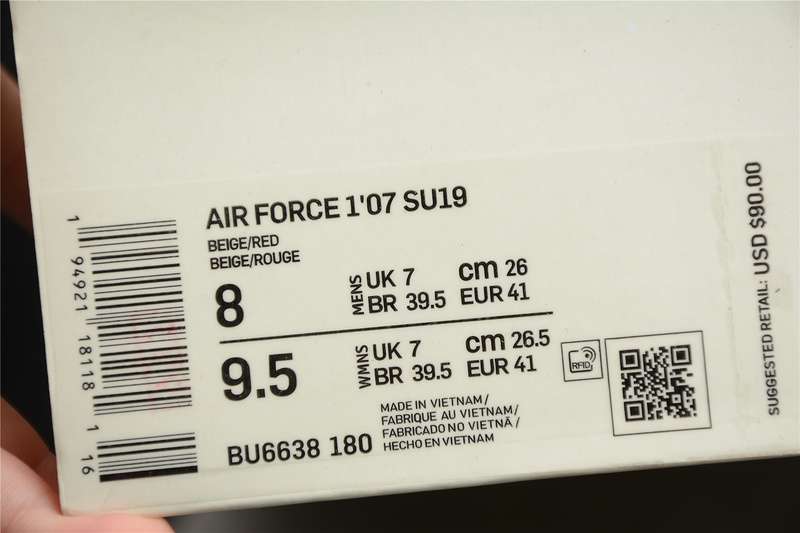 AIR FORCE 1'07 SU19
BEIGE/RED
BEIGE/ROUGE
8
MENS
UK 7
cm 26
BR 39.5
EUR 41
9.5
WMNS
UK 7
cm 26.5
BR 39.5
EUR 41
BU6638 180
MADE IN VIETNAM/
FABRIQUE AU VIETNAM/
FABRICADO NO VIETNÃ/
HECHO EN VIETNAM
RFID
SUGGESTED RETAIL: USD $90.00
1 94921 18118 1
16